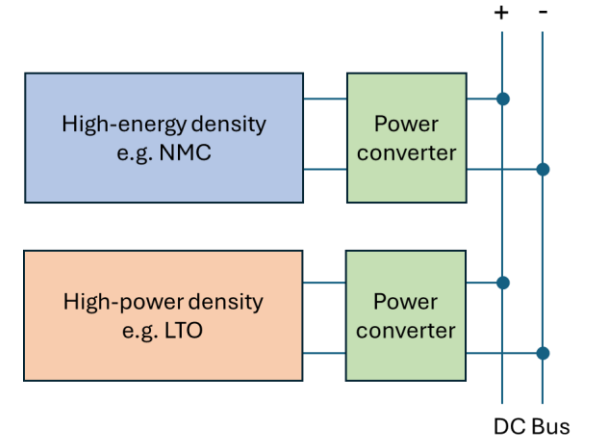 + -
High-energy density
e.g. NMC
Power
converter
High-power density
e.g. LTO
Power
converter
DC Bus